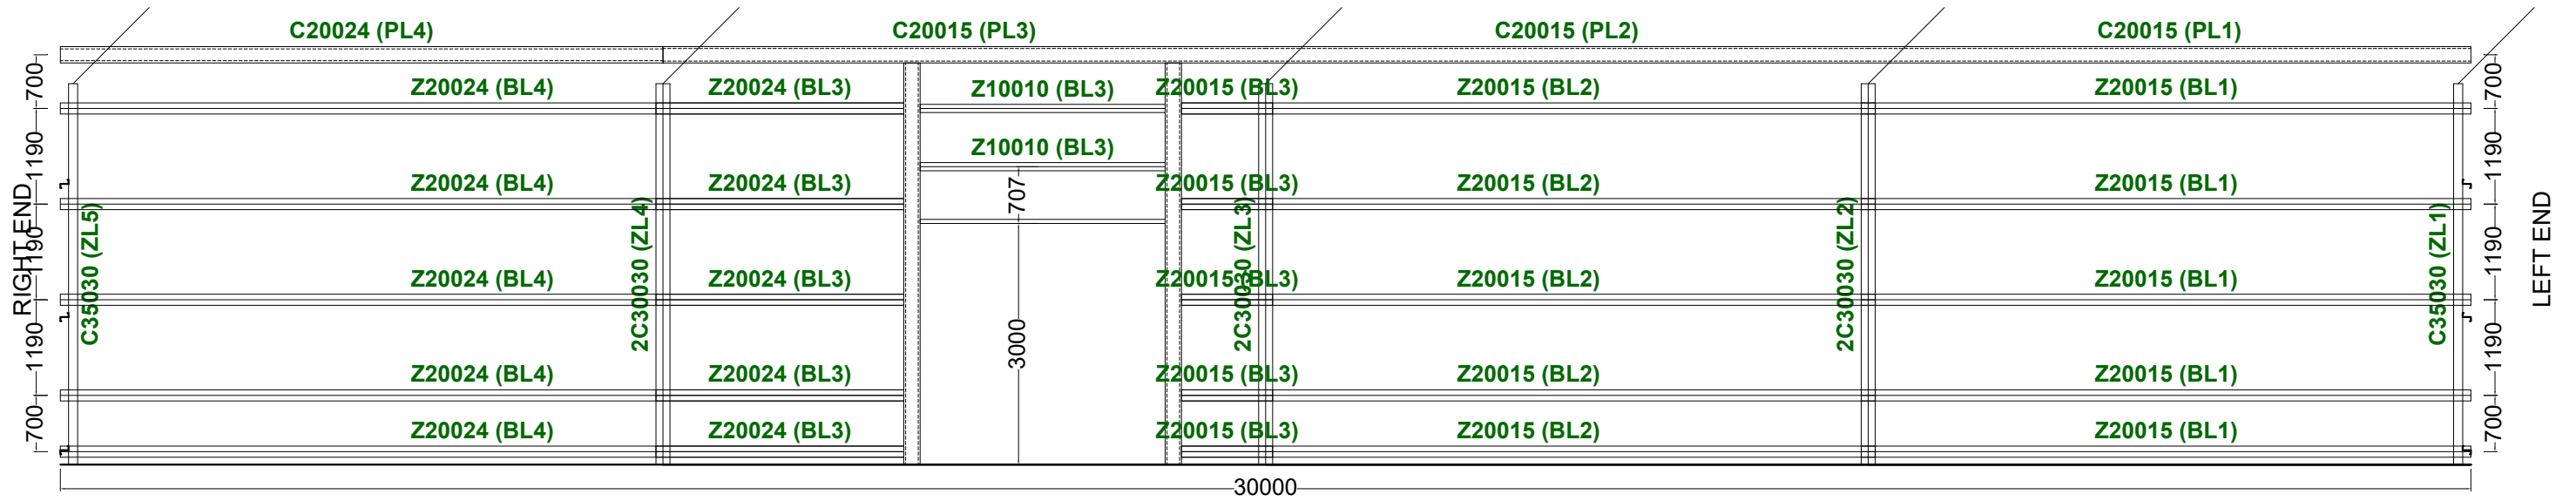 C20024 (PL4) C20015 (PL3) C20015 (PL2) C20015 (PL1)
700 Z20024 (BL4) Z20024 (BL3) Z10010 (BL3) Z20015 (BL3) Z20015 (BL2) Z20015 (BL1) 700
1190 Z10010 (BL3) 1190
Z20024 (BL4) Z20024 (BL3) 707 Z20015 (BL3) Z20015 (BL2) Z20015 (BL1)
RIGHT END 1190 C35030 (ZL5) 2C30030 (ZL4) 2C30030 (ZL3) 2C30030 (ZL2) C35030 (ZL1) 1190 LEFT END
Z20024 (BL4) Z20024 (BL3) Z20015 (BL3) Z20015 (BL2) Z20015 (BL1)
1190 3000 1190
Z20024 (BL4) Z20024 (BL3) Z20015 (BL3) Z20015 (BL2) Z20015 (BL1)
700 Z20024 (BL4) Z20024 (BL3) Z20015 (BL3) Z20015 (BL2) Z20015 (BL1) 700
30000